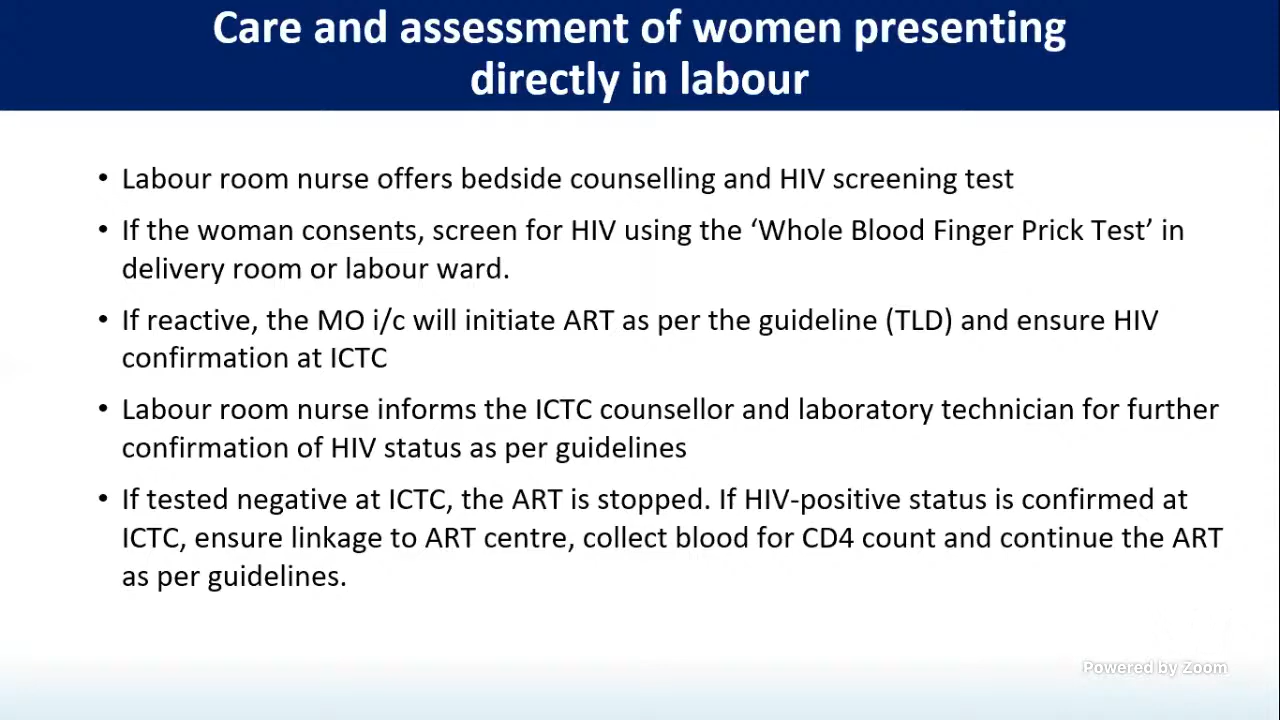 Care and assessment of women presenting
directly in labour
• Labour room nurse offers bedside counselling and HIV screening test
• If the woman consents, screen for HIV using the ‘Whole Blood Finger Prick Test’ in
delivery room or labour ward.
• If reactive, the MO i/c will initiate ART as per the guideline (TLD) and ensure HIV
confirmation at ICTC
• Labour room nurse informs the ICTC counsellor and laboratory technician for further
confirmation of HIV status as per guidelines
• If tested negative at ICTC, the ART is stopped. If HIV-positive status is confirmed at
ICTC, ensure linkage to ART centre, collect blood for CD4 count and continue the ART
as per guidelines.
Powered by Zoom